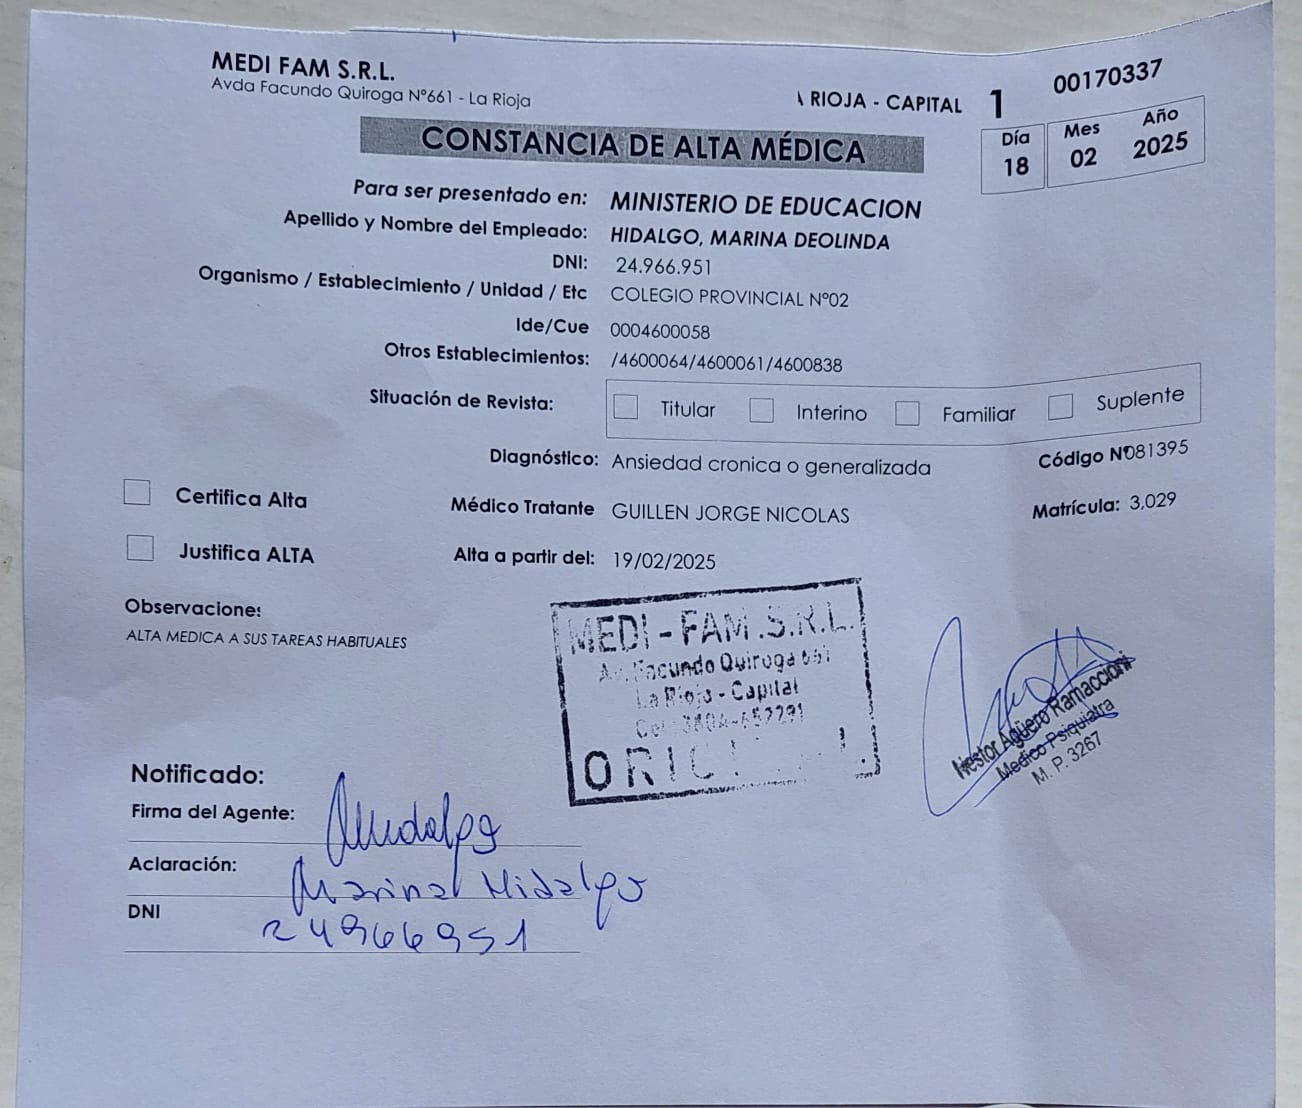 MEDI FAM S.R.L.
Avda Facundo Quiroga Nº661 - La Rioja
RIOJA - CAPITAL 1 00170337
CONSTANCIA DE ALTA MÉDICA
Día Mes Año
18 02 2025
Para ser presentado en: MINISTERIO DE EDUCACION
Apellido y Nombre del Empleado: HIDALGO, MARINA DEOLINDA
DNI: 24.966.951
Organismo / Establecimiento / Unidad / Etc COLEGIO PROVINCIAL Nº02
Ide/Cue 0004600058
Otros Establecimientos: /4600064/4600061/4600838
Situación de Revista: Titular Interino Familiar Suplente
Diagnóstico: Ansiedad cronica o generalizada Código Nº081395
Certifica Alta Médico Tratante GUILLEN JORGE NICOLAS Matrícula: 3,029
Justifica ALTA Alta a partir del: 19/02/2025
Observacione:
ALTA MEDICA A SUS TAREAS HABITUALES
MEDI-FAM.S.R.L.
Av. Facundo Quiroga 661
La Rioja - Capital
Nestor Agüero Ramaccioni
Medico Psiquiatra
M. P. 3267
Notificado:
Firma del Agente: MHidalgo
Aclaración: Marina Hidalgo
DNI 24966951